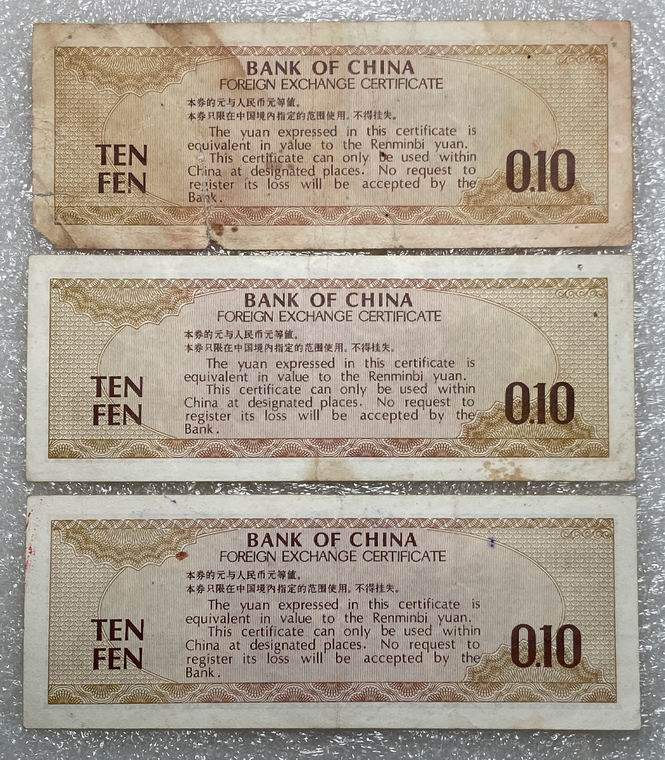 BANK OF CHINA
FOREIGN EXCHANGE CERTIFICATE
本券的元与人民币元等值。
本券只限在中国境内指定的范围使用,不得挂失。
The yuan expressed in this certificate is
equivalent in value to the Renminbi yuan.
This certificate can only be used within
China at designated places. No request to
register its loss will be accepted by the
Bank.
TEN
FEN
0.10
BANK OF CHINA
FOREIGN EXCHANGE CERTIFICATE
本券的元与人民币元等值。
本券只限在中国境内指定的范围使用,不得挂失。
The yuan expressed in this certificate is
equivalent in value to the Renminbi yuan.
This certificate can only be used within
China at designated places. No request to
register its loss will be accepted by the
Bank.
TEN
FEN
0.10
BANK OF CHINA
FOREIGN EXCHANGE CERTIFICATE
本券的元与人民币元等值。
本券只限在中国境内指定的范围使用,不得挂失。
The yuan expressed in this certificate is
equivalent in value to the Renminbi yuan.
This certificate can only be used within
China at designated places. No request to
register its loss will be accepted by the
Bank.
TEN
FEN
0.10